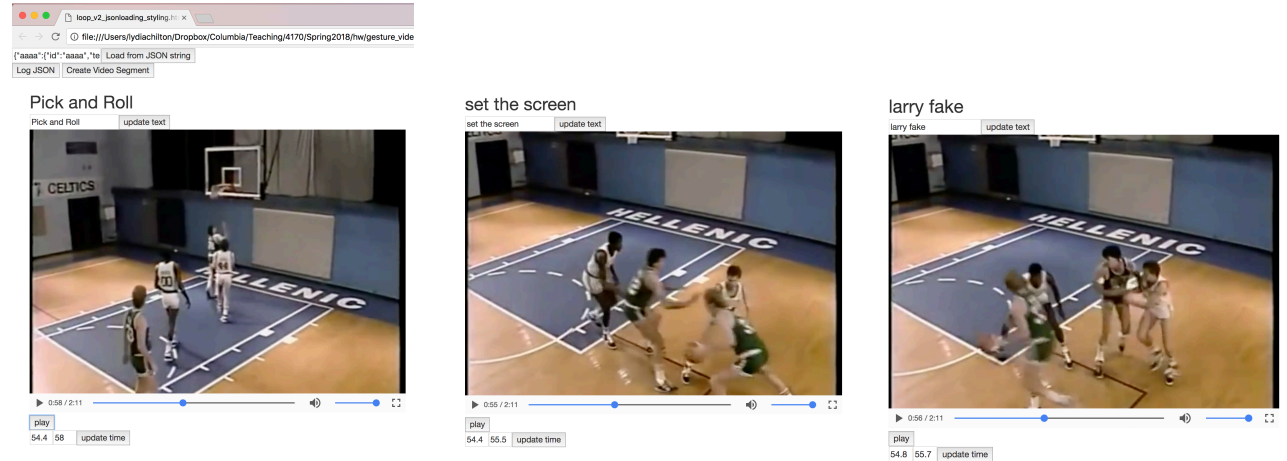 loop_v2_jsonloading_styling.ht ×
file:///Users/lydiachilton/Dropbox/Columbia/Teaching/4170/Spring2018/hw/gesture_vide
{"aaaa":{"id":"aaaa","te Load from JSON string
Log JSON Create Video Segment
Pick and Roll
Pick and Roll update text
CELTICS
00
44
HELLENIC
0:58 / 2:11
play
54.4 58 update time
set the screen
set the screen update text
HELLENIC
0:55 / 2:11
play
54.4 55.5 update time
larry fake
larry fake update text
HELLENIC
0:56 / 2:11
play
54.8 55.7 update time